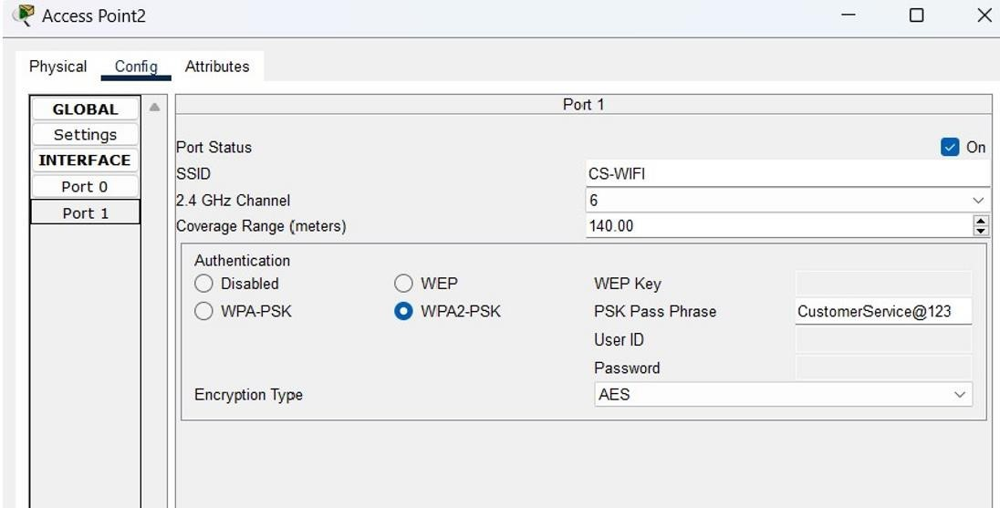 Access Point2
Physical Config Attributes
GLOBAL
Settings
INTERFACE
Port 0
Port 1
Port 1
Port Status On
SSID CS-WIFI
2.4 GHz Channel 6
Coverage Range (meters) 140.00
Authentication
Disabled WEP WEP Key
WPA-PSK WPA2-PSK PSK Pass Phrase CustomerService@123
User ID
Password
Encryption Type AES